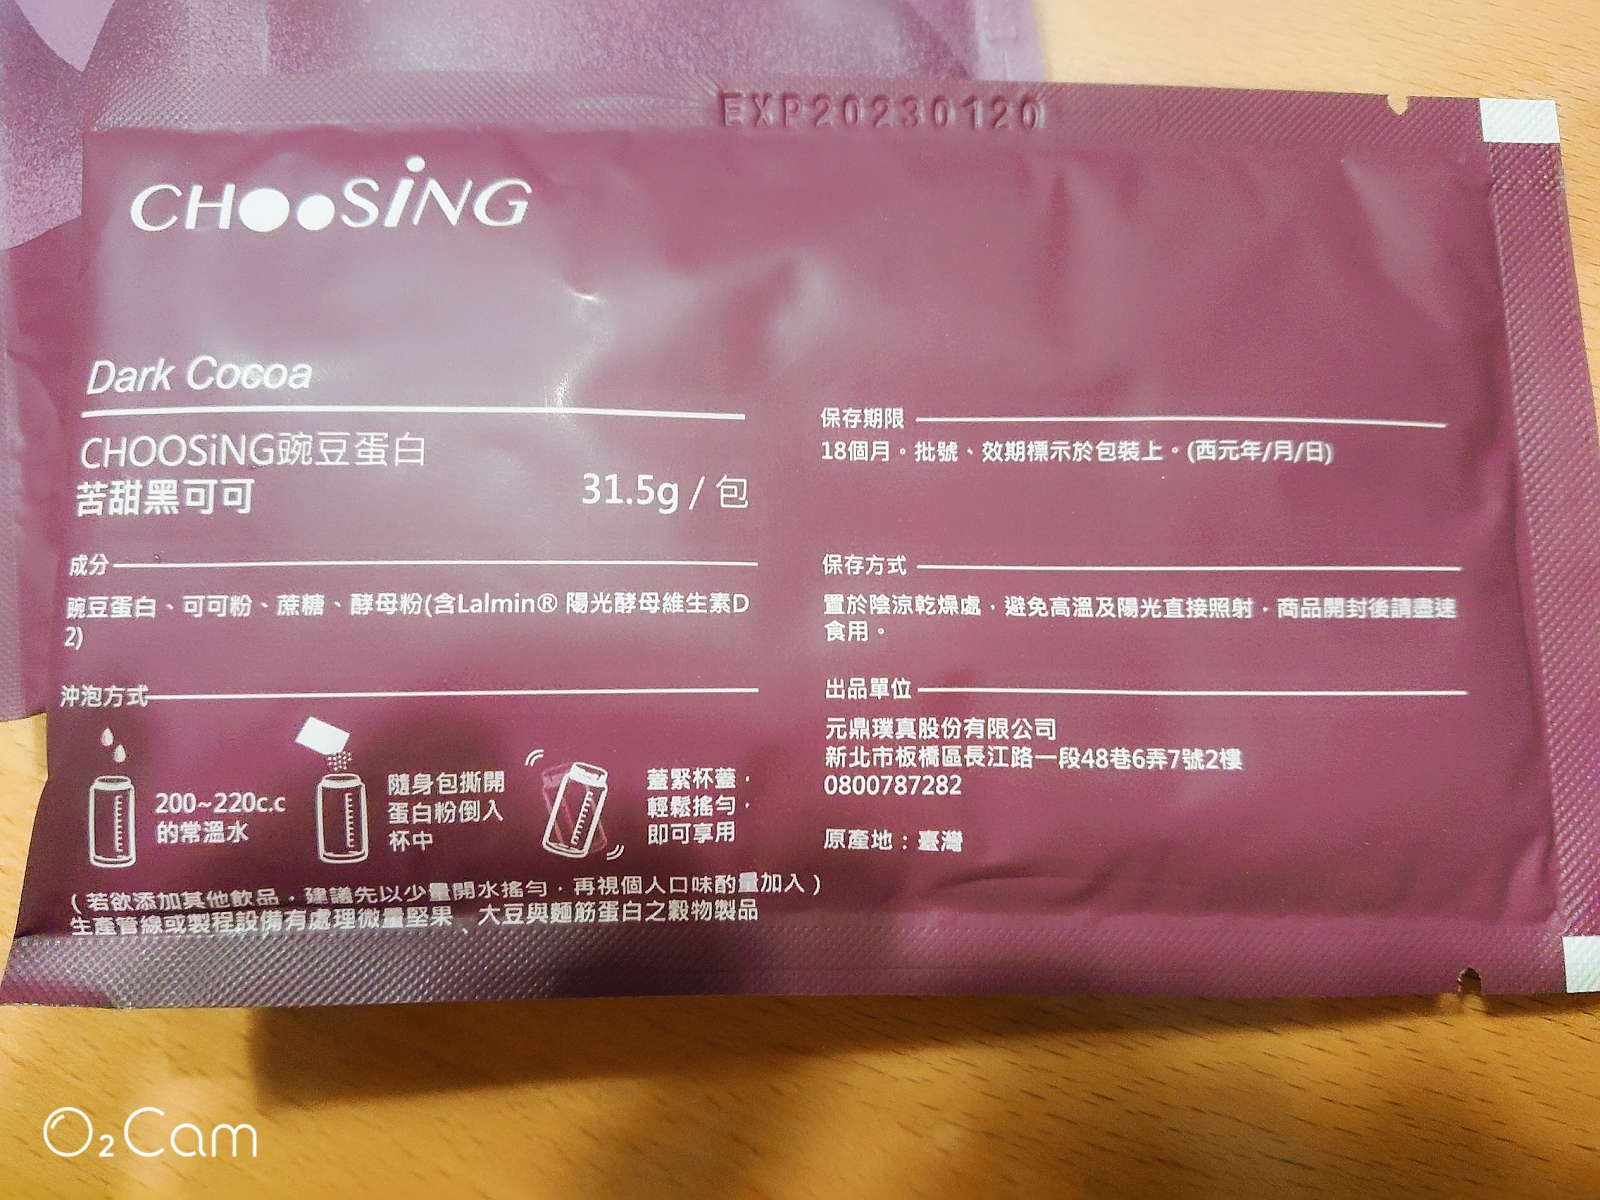 EXP20230120
CHOOSiNG
Dark Cocoa
CHOOSiNG豌豆蛋白
苦甜黑可可
31.5g / 包
成分
豌豆蛋白、可可粉、蔗糖、酵母粉(含Lalmin® 陽光酵母維生素D
2)
沖泡方式
200~220c.c
的常溫水
隨身包撕開
蛋白粉倒入
杯中
蓋緊杯蓋，
輕鬆搖勻，
即可享用
(若欲添加其他飲品，建議先以少量開水搖勻，再視個人口味酌量加入)
生產管線或製程設備有處理微量堅果、大豆與麵筋蛋白之穀物製品
保存期限
18個月。批號、效期標示於包裝上。(西元年/月/日)
保存方式
置於陰涼乾燥處，避免高溫及陽光直接照射，商品開封後請盡速
食用。
出品單位
元鼎璞真股份有限公司
新北市板橋區長江路一段48巷6弄7號2樓
0800787282
原產地：臺灣
O₂Cam